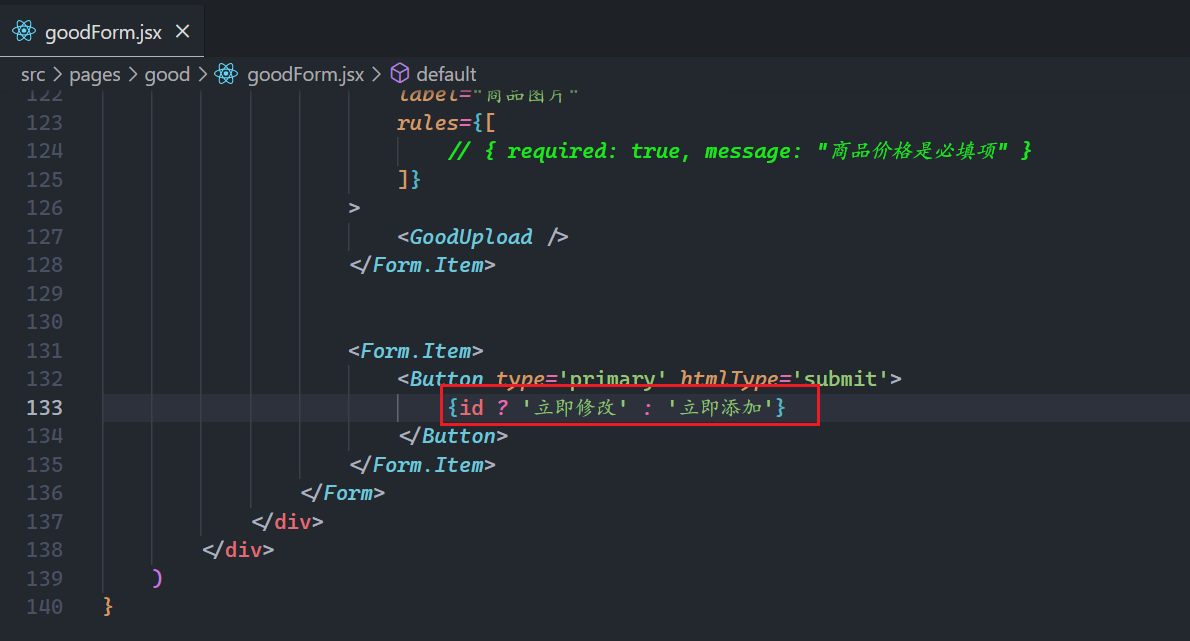 goodForm.jsx
src > pages > good > goodForm.jsx > default
122 label="商品图片"
123 rules={[
124 // { required: true, message: "商品价格是必填项" }
125 ]}
126 >
127 <GoodUpload />
128 </Form.Item>
129
130
131 <Form.Item>
132 <Button type='primary' htmlType='submit'>
133 {id ? '立即修改' : '立即添加'}
134 </Button>
135 </Form.Item>
136 </Form>
137 </div>
138 </div>
139 )
140 }